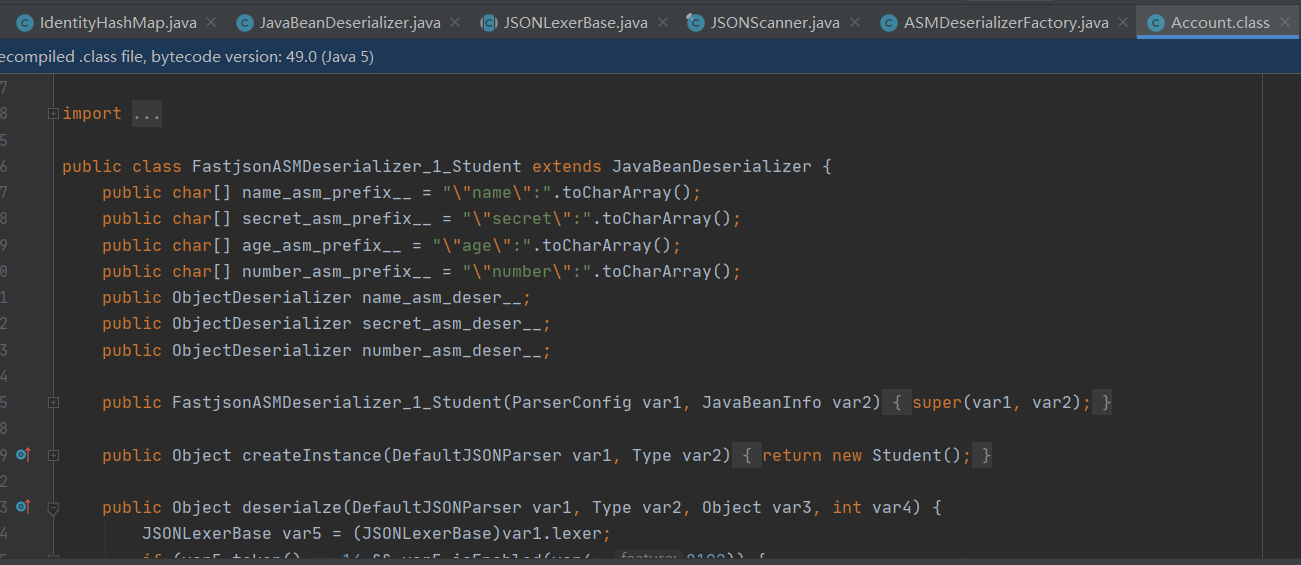 IdentityHashMap.java JavaBeanDeserializer.java JSONLexerBase.java JSONScanner.java ASMDeserializerFactory.java Account.class
ecompiled .class file, bytecode version: 49.0 (Java 5)
7
8 import ...
5
6 public class FastjsonASMDeserializer_1_Student extends JavaBeanDeserializer {
7 public char[] name_asm_prefix__ = "\"name\":".toCharArray();
8 public char[] secret_asm_prefix__ = "\"secret\":".toCharArray();
9 public char[] age_asm_prefix__ = "\"age\":".toCharArray();
0 public char[] number_asm_prefix__ = "\"number\":".toCharArray();
1 public ObjectDeserializer name_asm_deser__;
2 public ObjectDeserializer secret_asm_deser__;
3 public ObjectDeserializer number_asm_deser__;
4
5 public FastjsonASMDeserializer_1_Student(ParserConfig var1, JavaBeanInfo var2) { super(var1, var2); }
8
9 public Object createInstance(DefaultJSONParser var1, Type var2) { return new Student(); }
2
3 public Object deserialze(DefaultJSONParser var1, Type var2, Object var3, int var4) {
4 JSONLexerBase var5 = (JSONLexerBase)var1.lexer;